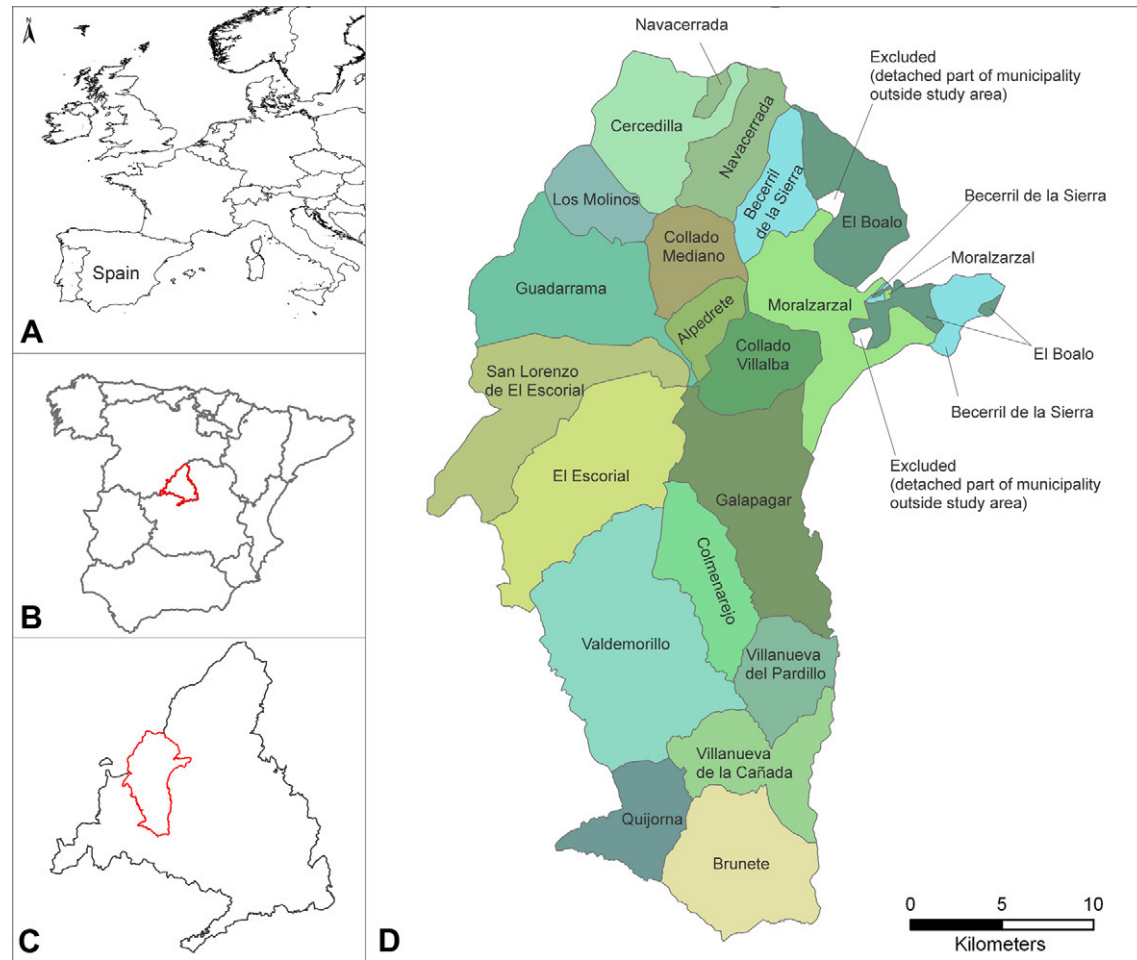 N
Spain
A
B
C
Navacerrada
Excluded
(detached part of municipality
outside study area)
Cercedilla
Navacerrada
Becerril
de la Sierra
Los Molinos
Becerril de la Sierra
El Boalo
Collado
Mediano
Moralzarzal
Guadarrama
Moralzarzal
Alpedrete
Collado
Villalba
El Boalo
San Lorenzo
de El Escorial
Becerril de la Sierra
El Escorial
Excluded
(detached part of municipality
outside study area)
Galapagar
Colmenarejo
Valdemorillo
Villanueva
del Pardillo
Villanueva
de la Cañada
Quijorna
Brunete
D
0 5 10
Kilometers